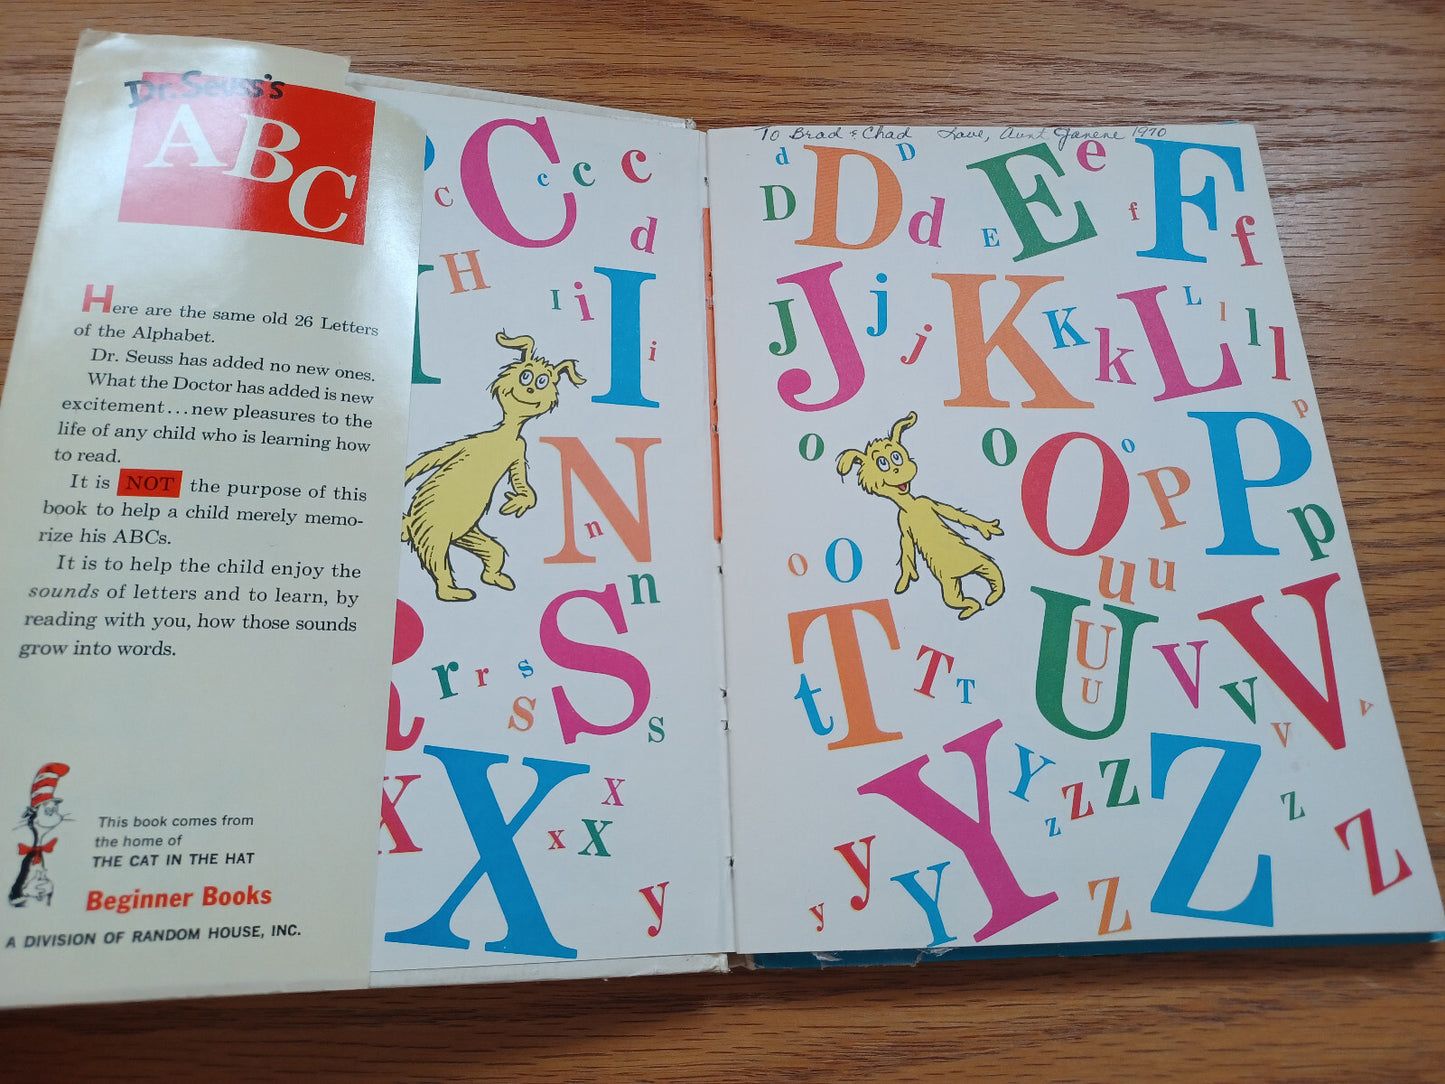 Dr. Seuss's
ABC
Here are the same old 26 Letters
of the Alphabet.
Dr. Seuss has added no new ones.
What the Doctor has added is new
excitement...new pleasures to the
life of any child who is learning how
to read.
It is NOT the purpose of this
book to help a child merely memo-
rize his ABCs.
It is to help the child enjoy the
sounds of letters and to learn, by
reading with you, how those sounds
grow into words.
This book comes from
the home of
THE CAT IN THE HAT
Beginner Books
A DIVISION OF RANDOM HOUSE, INC.
c C c c c
d
H I i I i
N n n
r r s s S s
X X x x X
y
To Brad & Chad Love, Aunt Janene 1970
d D D D d E E e f F f
J J j j K K k L L l l l
o o O o P P p p
o O
u u
t T T T U U U V V v V v
Y Y z Z Z Z z Z
y y Y Z